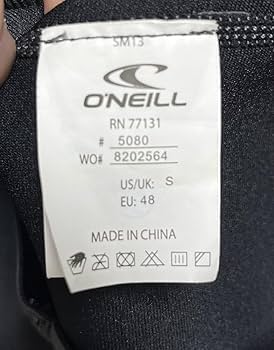 SM13
O'NEILL
RN 77131
# 5080
WO# 8202564
US/UK: S
EU: 48
MADE IN CHINA